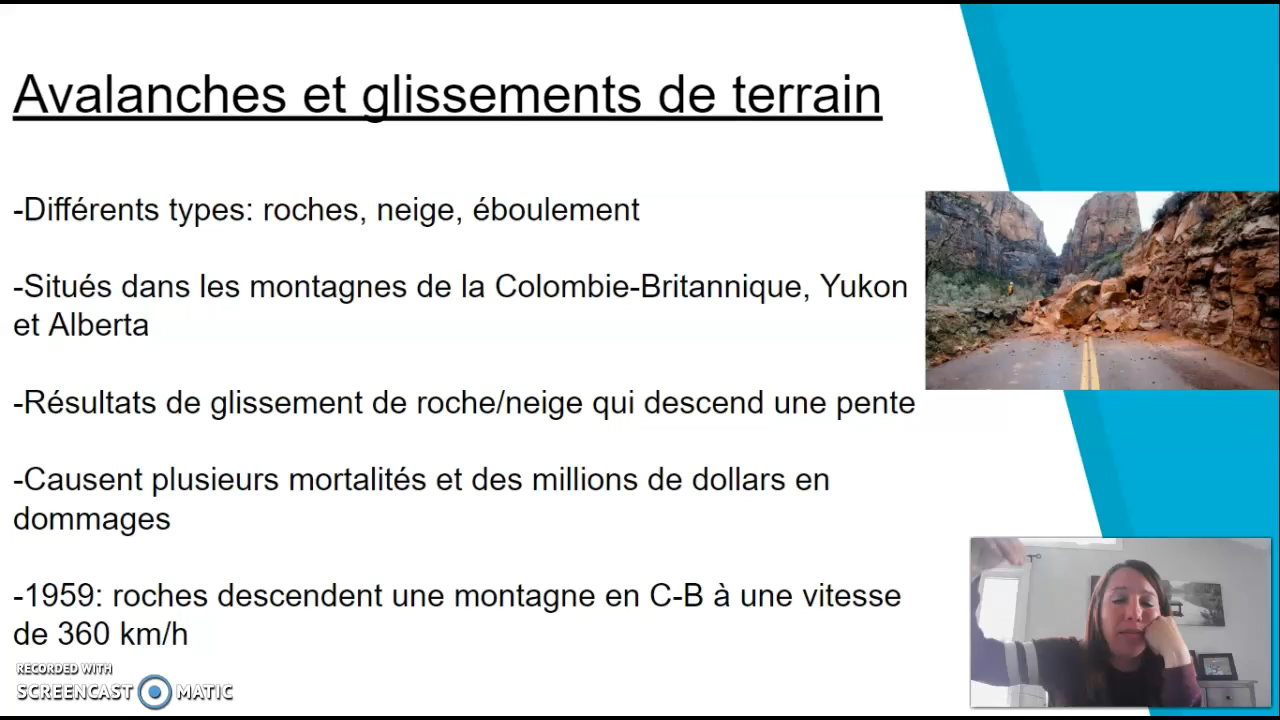 Avalanches et glissements de terrain
-Différents types: roches, neige, éboulement
-Situés dans les montagnes de la Colombie-Britannique, Yukon
et Alberta
-Résultats de glissement de roche/neige qui descend une pente
-Causent plusieurs mortalités et des millions de dollars en
dommages
-1959: roches descendent une montagne en C-B à une vitesse
de 360 km/h
RECORDED WITH
SCREENCAST MATIC